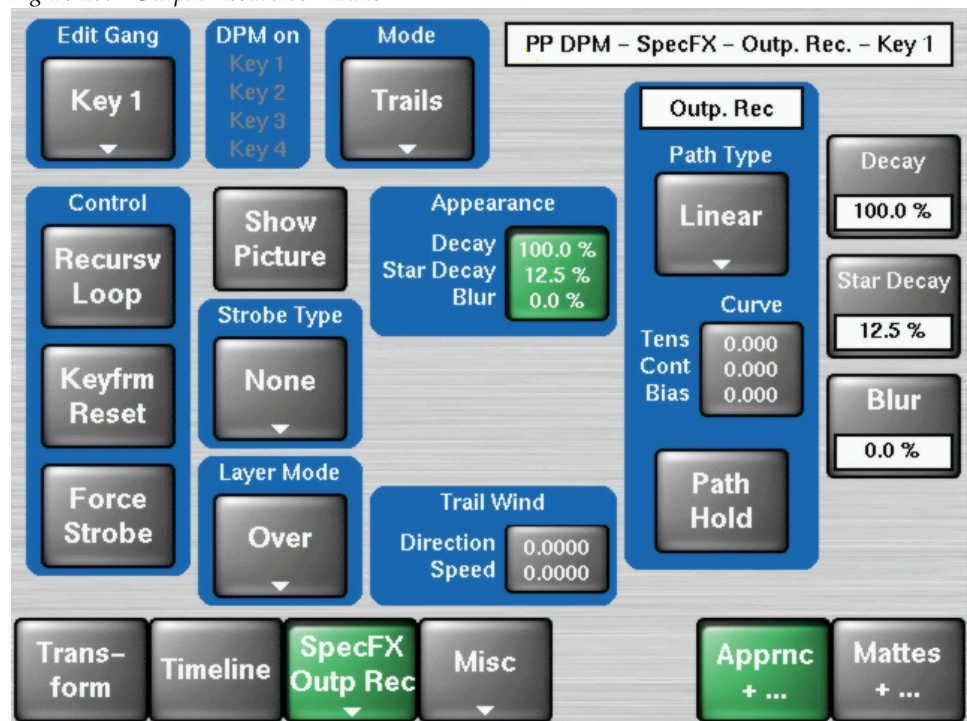 Edit Gang
Key 1
DPM on
Key 1
Key 2
Key 3
Key 4
Mode
Trails
PP DPM – SpecFX – Outp. Rec. – Key 1
Control
Recursv
Loop
Keyfrm
Reset
Force
Strobe
Show
Picture
Strobe Type
None
Layer Mode
Over
Appearance
Decay 100.0 %
Star Decay 12.5 %
Blur 0.0 %
Trail Wind
Direction 0.0000
Speed 0.0000
Outp. Rec
Path Type
Linear
Curve
Tens 0.000
Cont 0.000
Bias 0.000
Path
Hold
Decay
100.0 %
Star Decay
12.5 %
Blur
0.0 %
Trans–
form
Timeline
SpecFX
Outp Rec
Misc
Apprnc
+ ...
Mattes
+ ...